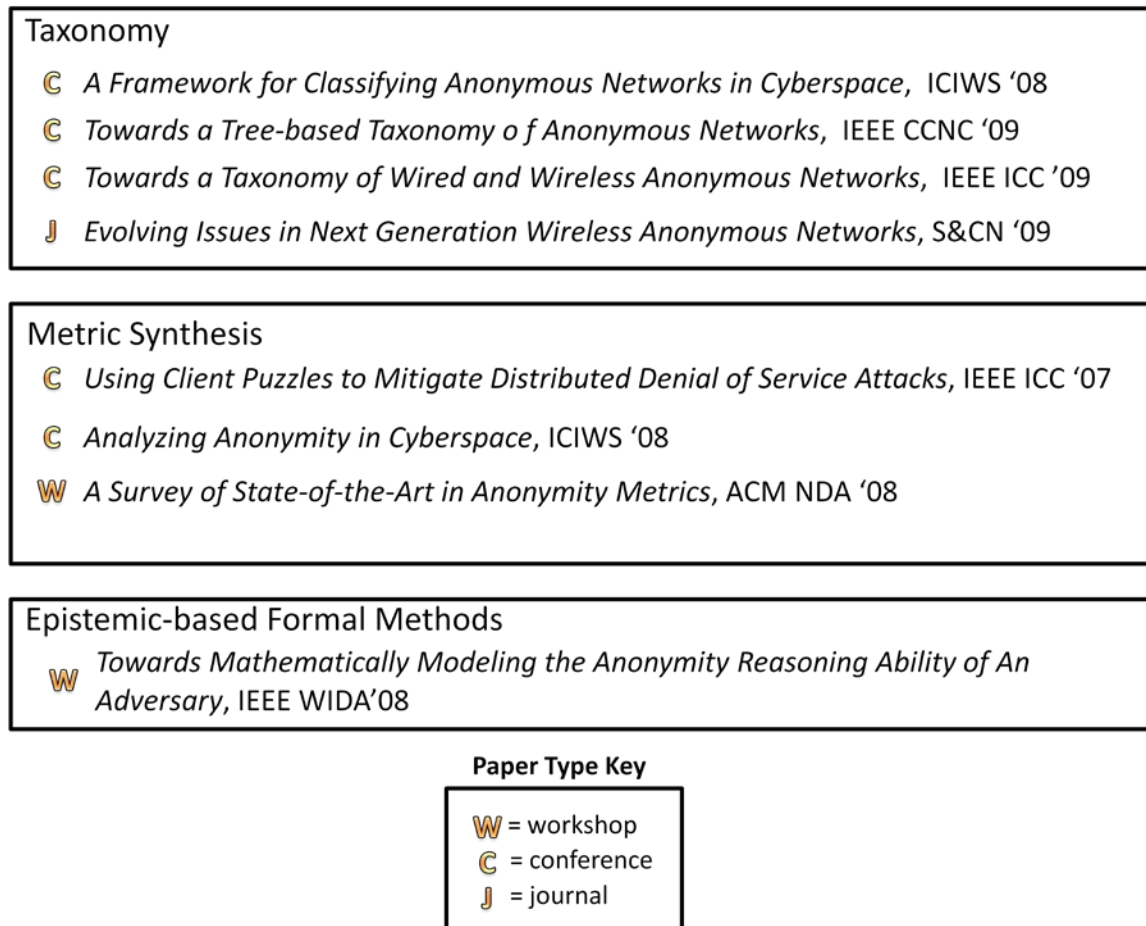 Taxonomy
C A Framework for Classifying Anonymous Networks in Cyberspace, ICIWS ‘08
C Towards a Tree-based Taxonomy o f Anonymous Networks, IEEE CCNC ‘09
C Towards a Taxonomy of Wired and Wireless Anonymous Networks, IEEE ICC ’09
J Evolving Issues in Next Generation Wireless Anonymous Networks, S&CN ‘09
Metric Synthesis
C Using Client Puzzles to Mitigate Distributed Denial of Service Attacks, IEEE ICC ‘07
C Analyzing Anonymity in Cyberspace, ICIWS ‘08
W A Survey of State-of-the-Art in Anonymity Metrics, ACM NDA ‘08
Epistemic-based Formal Methods
W Towards Mathematically Modeling the Anonymity Reasoning Ability of An
Adversary, IEEE WIDA’08
Paper Type Key
W = workshop
C = conference
J = journal